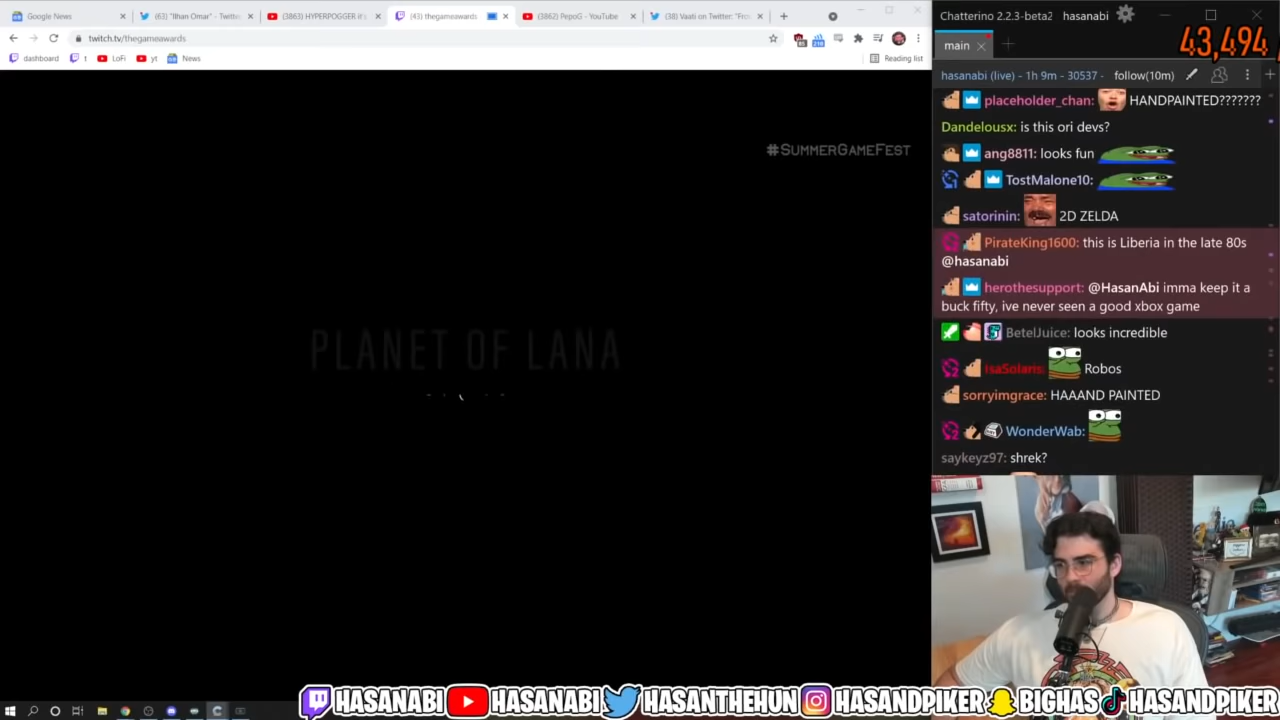 Google News
(63) "Ilhan Omar" - Twitte
(3863) HYPERPOGGER it'
(43) thegameawards
(3862) PepoG - YouTube
(38) Vaati on Twitter: "Fro
twitch.tv/thegameawards
dashboard
t
LoFi
yt
News
Reading list
#SUMMERGAMEFEST
PLANET OF LANA
Chatterino 2.2.3-beta2
hasanabi
main
43,494
hasanabi (live) - 1h 9m - 30537 -
follow(10m)
placeholder_chan: HANDPAINTED???????
Dandelousx: is this ori devs?
ang8811: looks fun
TostMalone10:
satorinin: 2D ZELDA
PirateKing1600: this is Liberia in the late 80s
@hasanabi
herothesupport: @HasanAbi imma keep it a
buck fifty, ive never seen a good xbox game
BetelJuice: looks incredible
isaSolaris: Robos
sorryimgrace: HAAAND PAINTED
WonderWab:
saykeyz97: shrek?
HASANABI HASANABI HASANTHEHUN HASANDPIKER BIGHAS HASANDPIKER